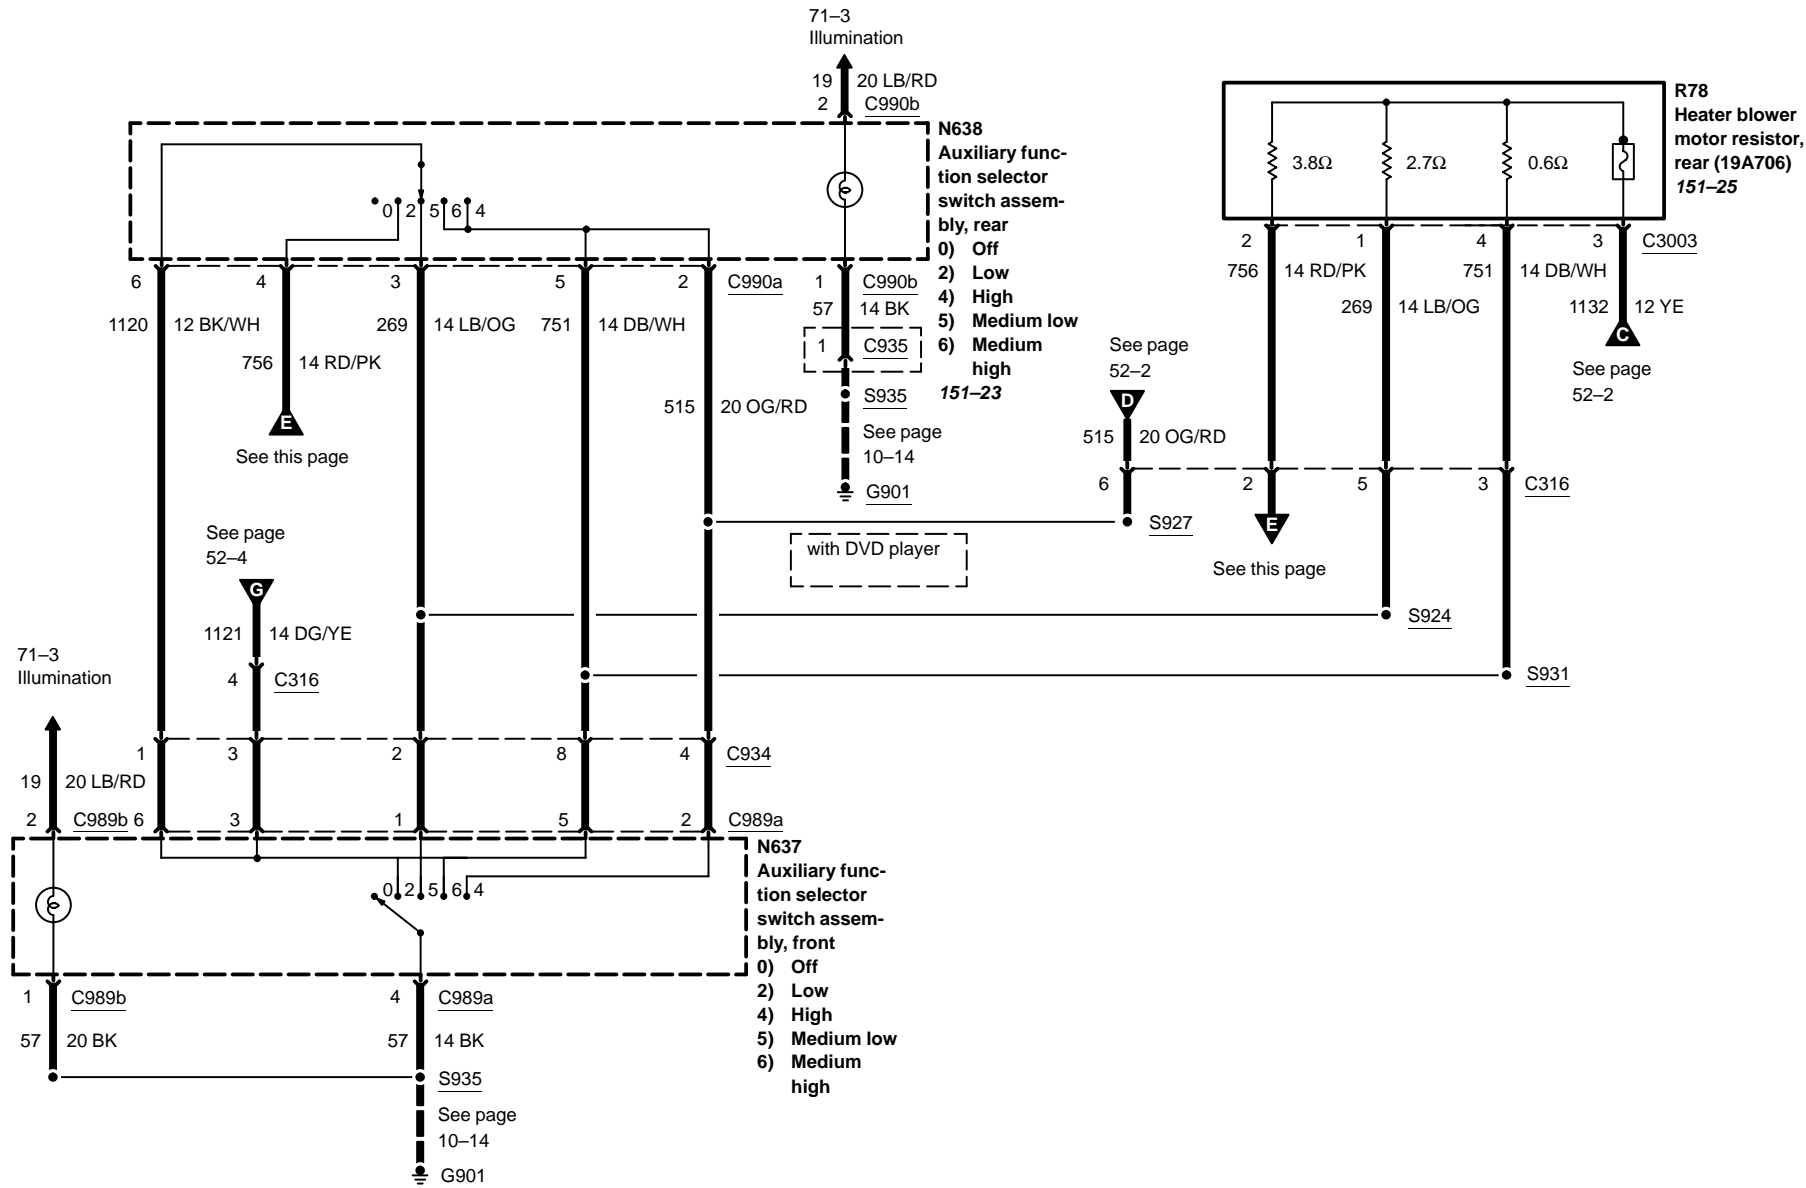 71–3
Illumination
19 20 LB/RD
2 C990b
N638
Auxiliary func-
tion selector
switch assem-
bly, rear
0) Off
2) Low
4) High
5) Medium low
6) Medium
high
151–23
0 2 5 6 4
6 4 3 5 2 C990a
1120 12 BK/WH
756 14 RD/PK
E
See this page
269 14 LB/OG
751 14 DB/WH
515 20 OG/RD
1 C990b
57 14 BK
1 C935
S935
See page
10–14
G901
R78
Heater blower
motor resistor,
rear (19A706)
151–25
3.8Ω 2.7Ω 0.6Ω
2 1 4 3 C3003
756 14 RD/PK
269 14 LB/OG
751 14 DB/WH
1132 12 YE
C
See page
52–2
See page
52–2
D
515 20 OG/RD
6 2 5 3 C316
S927
E
See this page
with DVD player
S924
S931
See page
52–4
G
1121 14 DG/YE
4 C316
71–3
Illumination
19 20 LB/RD
1 3 2 8 4 C934
2 C989b 6 3 1 5 2 C989a
N637
Auxiliary func-
tion selector
switch assem-
bly, front
0) Off
2) Low
4) High
5) Medium low
6) Medium
high
0 2 5 6 4
1 C989b
57 20 BK
4 C989a
57 14 BK
S935
See page
10–14
G901